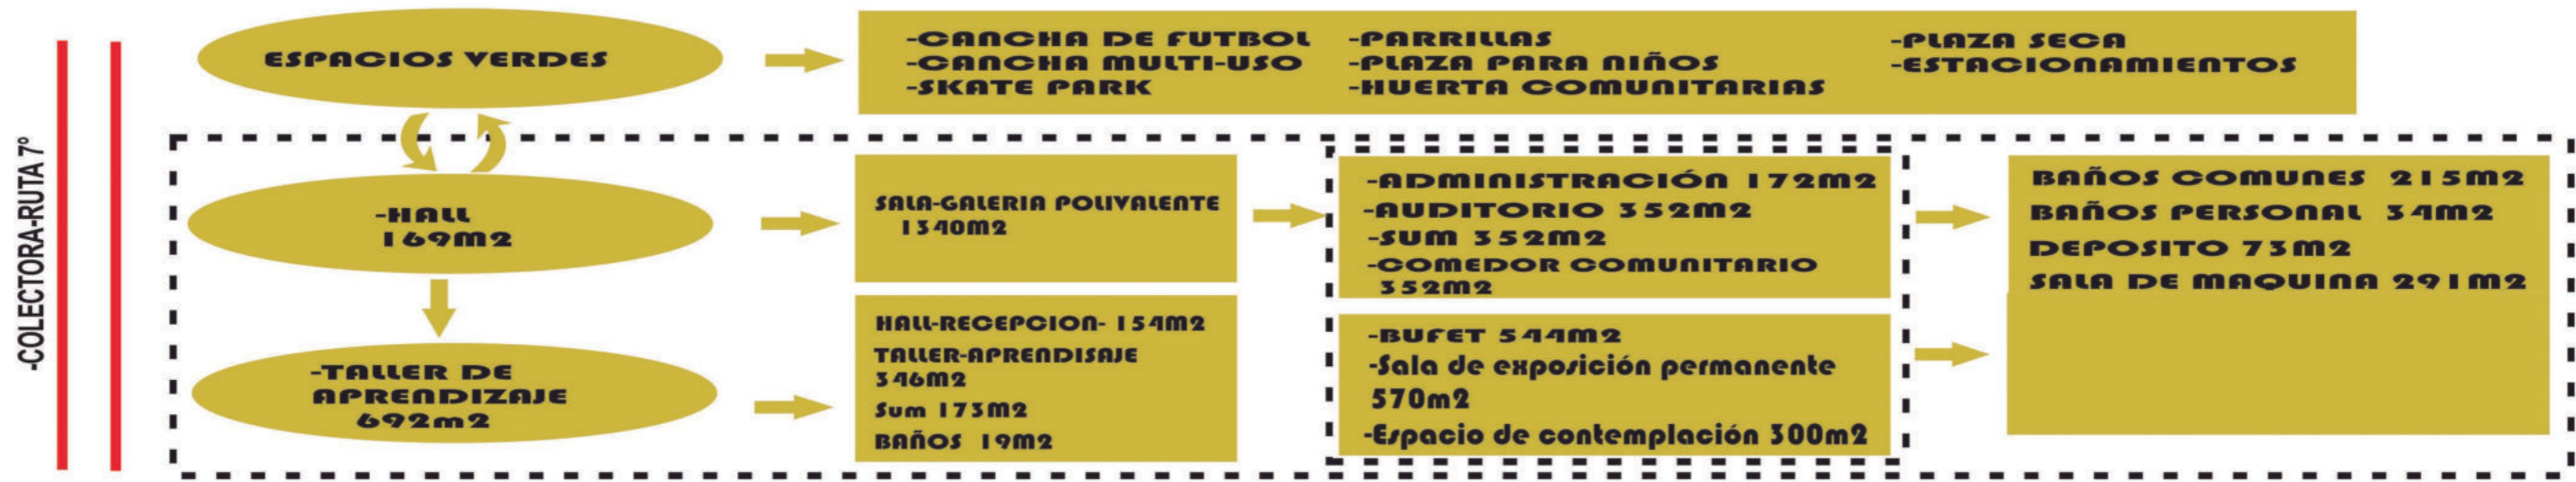 -COLECTORA-RUTA 7°
ESPACIOS VERDES
-CANCHA DE FUTBOL
-CANCHA MULTI-USO
-SKATE PARK
-PARRILLAS
-PLAZA PARA NIÑOS
-HUERTA COMUNITARIAS
-PLAZA SECA
-ESTACIONAMIENTOS
-HALL
169M2
SALA-GALERIA POLIVALENTE
1340M2
-ADMINISTRACIÓN 172M2
-AUDITORIO 352M2
-SUM 352M2
-COMEDOR COMUNITARIO
352M2
BAÑOS COMUNES 215M2
BAÑOS PERSONAL 34M2
DEPOSITO 73M2
SALA DE MAQUINA 291M2
-TALLER DE
APRENDIZAJE
692m2
HALL-RECEPCION- 154M2
TALLER-APRENDISAJE
346M2
Sum 173M2
BAÑOS 19M2
-BUFET 544M2
-Sala de exposición permanente
570m2
-Espacio de contemplación 300m2